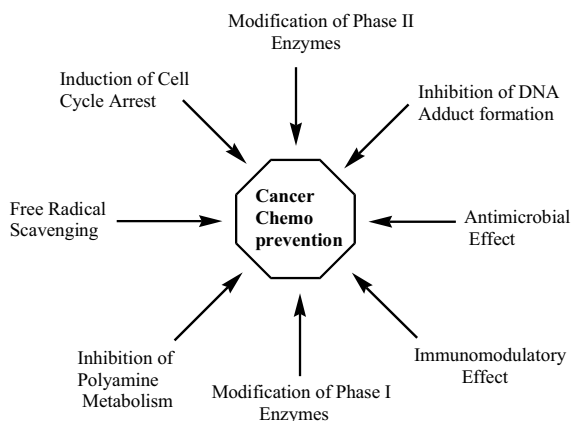 Modification of Phase II
Enzymes
Induction of Cell
Cycle Arrest
Inhibition of DNA
Adduct formation
Free Radical
Scavenging
Cancer
Chemo
prevention
Antimicrobial
Effect
Inhibition of
Polyamine
Metabolism
Modification of Phase I
Enzymes
Immunomodulatory
Effect